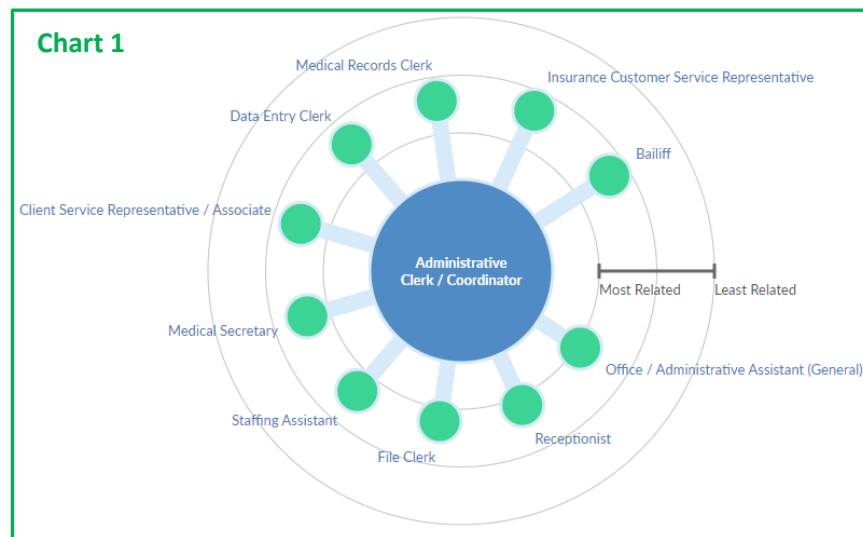 Chart 1
Medical Records Clerk
Insurance Customer Service Representative
Data Entry Clerk
Bailiff
Client Service Representative / Associate
Administrative
Clerk / Coordinator
Most Related
Least Related
Medical Secretary
Office / Administrative Assistant (General)
Staffing Assistant
Receptionist
File Clerk